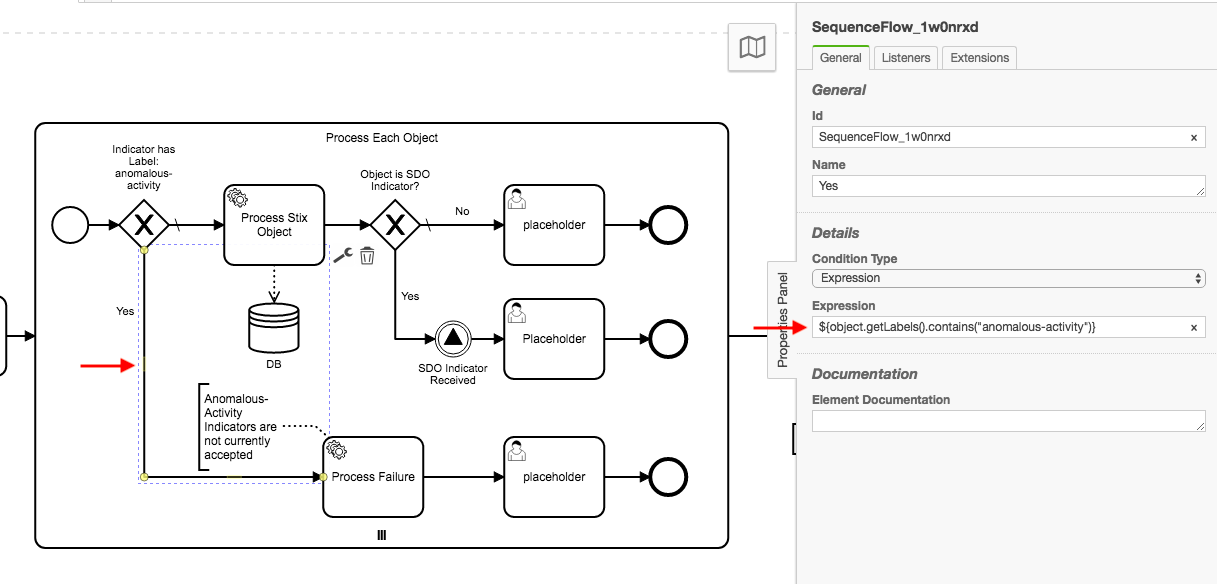 Process Each Object
Indicator has
Label:
anomalous-
activity
Process Stix
Object
Object is SDO
Indicator?
No
placeholder
Yes
DB
Yes
SDO Indicator
Received
Placeholder
Anomalous-
Activity
Indicators are
not currently
accepted
Process Failure
placeholder
Properties Panel
SequenceFlow_1w0nrxd
General
Listeners
Extensions
General
Id
SequenceFlow_1w0nrxd
x
Name
Yes
Details
Condition Type
Expression
Expression
${object.getLabels().contains("anomalous-activity")}
x
Documentation
Element Documentation